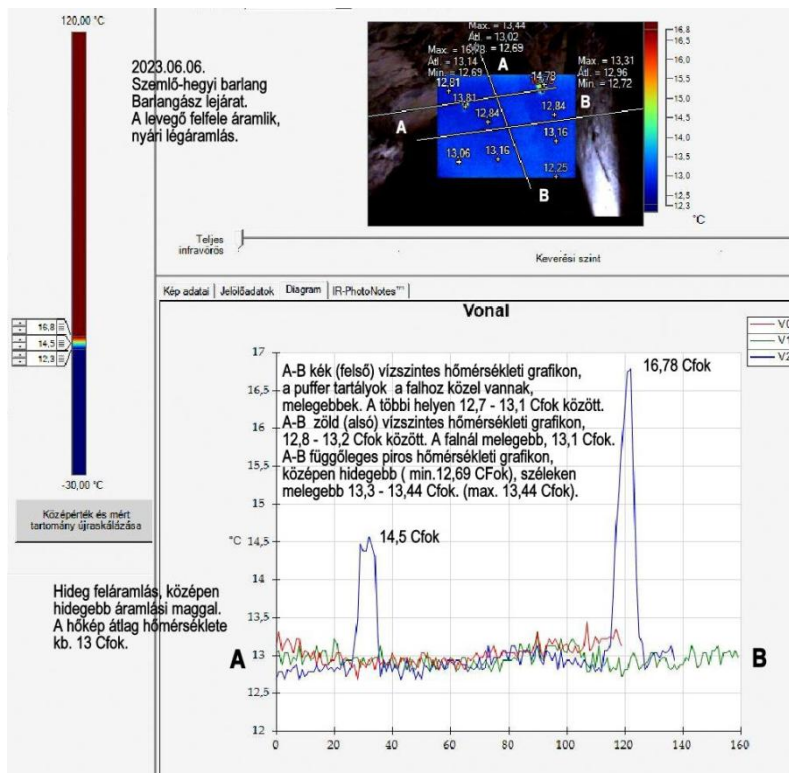 120,00 °C
2023.06.06.
Szemlő-hegyi barlang
Barlangász lejárat.
A levegő felfele áramlik,
nyári légáramlás.
Max. = 13,44
Átl. = 13,02
= 12,69
Max. = 16,78
Átl. = 13,14
Min. = 12,69
Max. = 13,31
Átl. = 12,96
Min. = 12,72
A
B
A
B
12,81
13,81
14,78
12,84
12,84
13,16
13,06
13,16
12,25
16,8
16,0
15,5
15,0
14,5
14,0
13,5
13,0
12,5
12,3
°C
Teljes
infravörös
Keverési szint
16,8
14,5
12,3
-30,00 °C
Középérték és mért
tartomány újraskálázása
Hideg feláramlás, középen
hidegebb áramlási maggal.
A hőkép átlag hőmérséklete
kb. 13 Cfok.
Kép adatai
Jelölőadatok
Diagram
IR-PhotoNotes™
Vonal
V0
V1
V2
A-B kék (felső) vízszintes hőmérsékleti grafikon,
a puffer tartályok a falhoz közel vannak,
melegebbek. A többi helyen 12,7 - 13,1 Cfok között.
A-B zöld (alsó) vízszintes hőmérsékleti grafikon,
12,8 - 13,2 Cfok között. A falnál melegebb, 13,1 Cfok.
A-B függőleges piros hőmérsékleti grafikon,
középen hidegebb ( min.12,69 CFok), széleken
melegebb 13,3 - 13,44 Cfok. (max. 13,44 Cfok).
16,78 Cfok
14,5 Cfok
17
16,5
16
15,5
15
°C 14,5
14
13,5
13
12,5
12
A
B
0 20 40 60 80 100 120 140 160